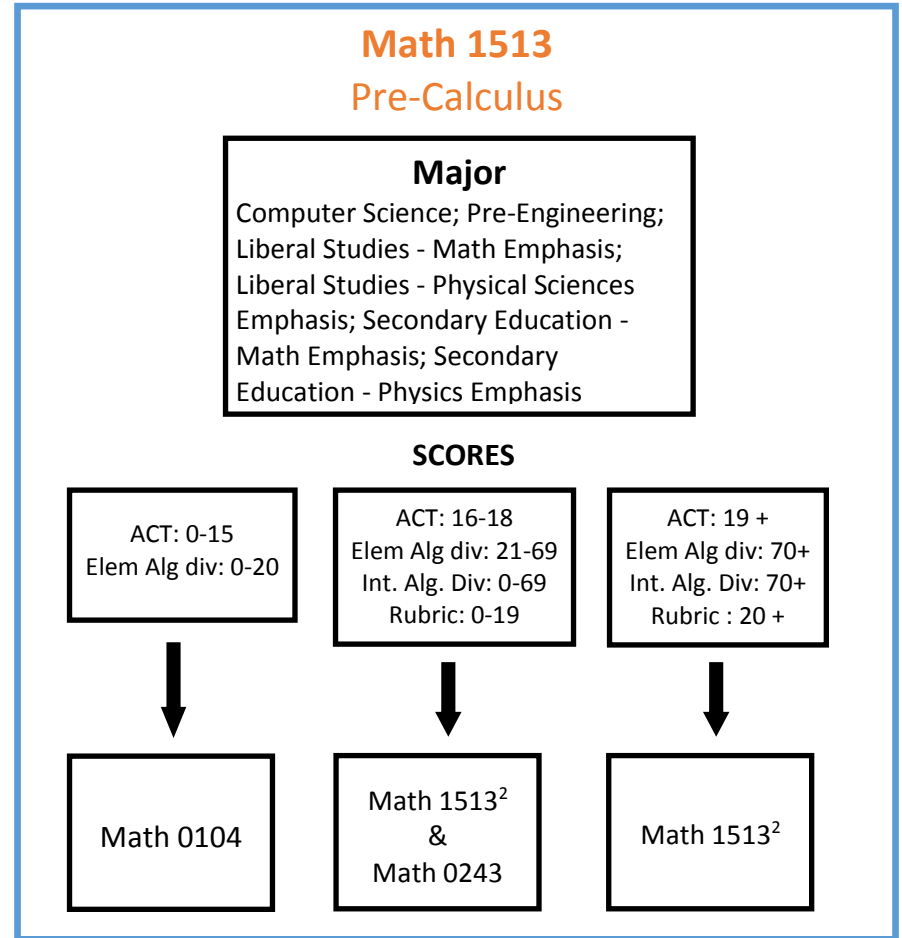 Math 1513
Pre-Calculus
Major
Computer Science; Pre-Engineering;
Liberal Studies - Math Emphasis;
Liberal Studies - Physical Sciences
Emphasis; Secondary Education -
Math Emphasis; Secondary
Education - Physics Emphasis
SCORES
ACT: 0-15
Elem Alg div: 0-20
ACT: 16-18
Elem Alg div: 21-69
Int. Alg. Div: 0-69
Rubric: 0-19
ACT: 19 +
Elem Alg div: 70+
Int. Alg. Div: 70+
Rubric : 20 +
Math 0104
Math 1513²
&
Math 0243
Math 1513²